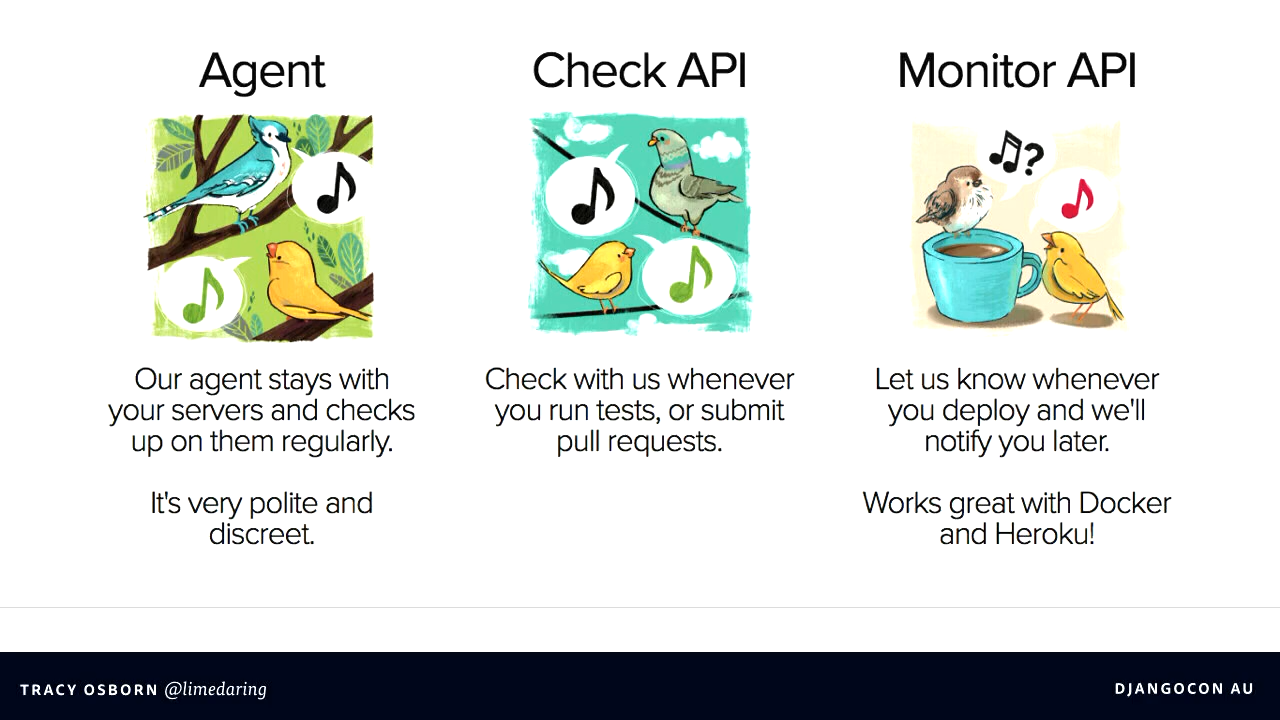 Agent
Check API
Monitor API
?
Our agent stays with
your servers and checks
up on them regularly.
It's very polite and
discreet.
Check with us whenever
you run tests, or submit
pull requests.
Let us know whenever
you deploy and we'll
notify you later.
Works great with Docker
and Heroku!
TRACY OSBORN @limedaring
DJANGOCON AU